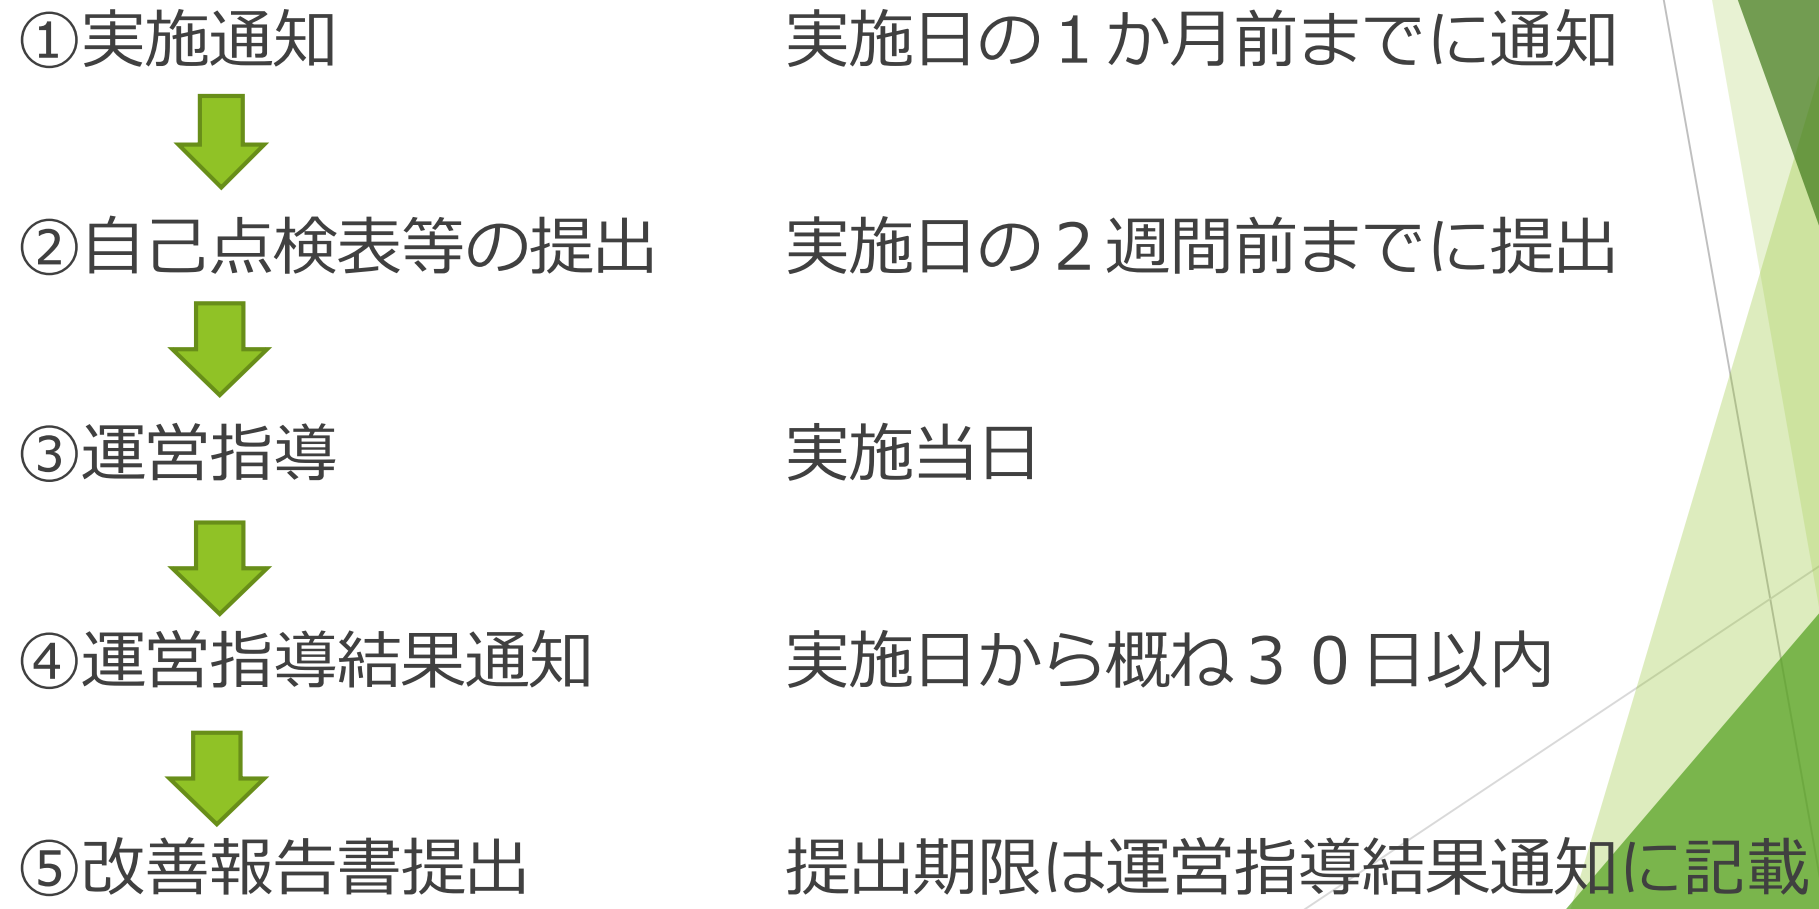 ①実施通知 実施日の１か月前までに通知
②自己点検表等の提出 実施日の２週間前までに提出
③運営指導 実施当日
④運営指導結果通知 実施日から概ね３０日以内
⑤改善報告書提出 提出期限は運営指導結果通知に記載